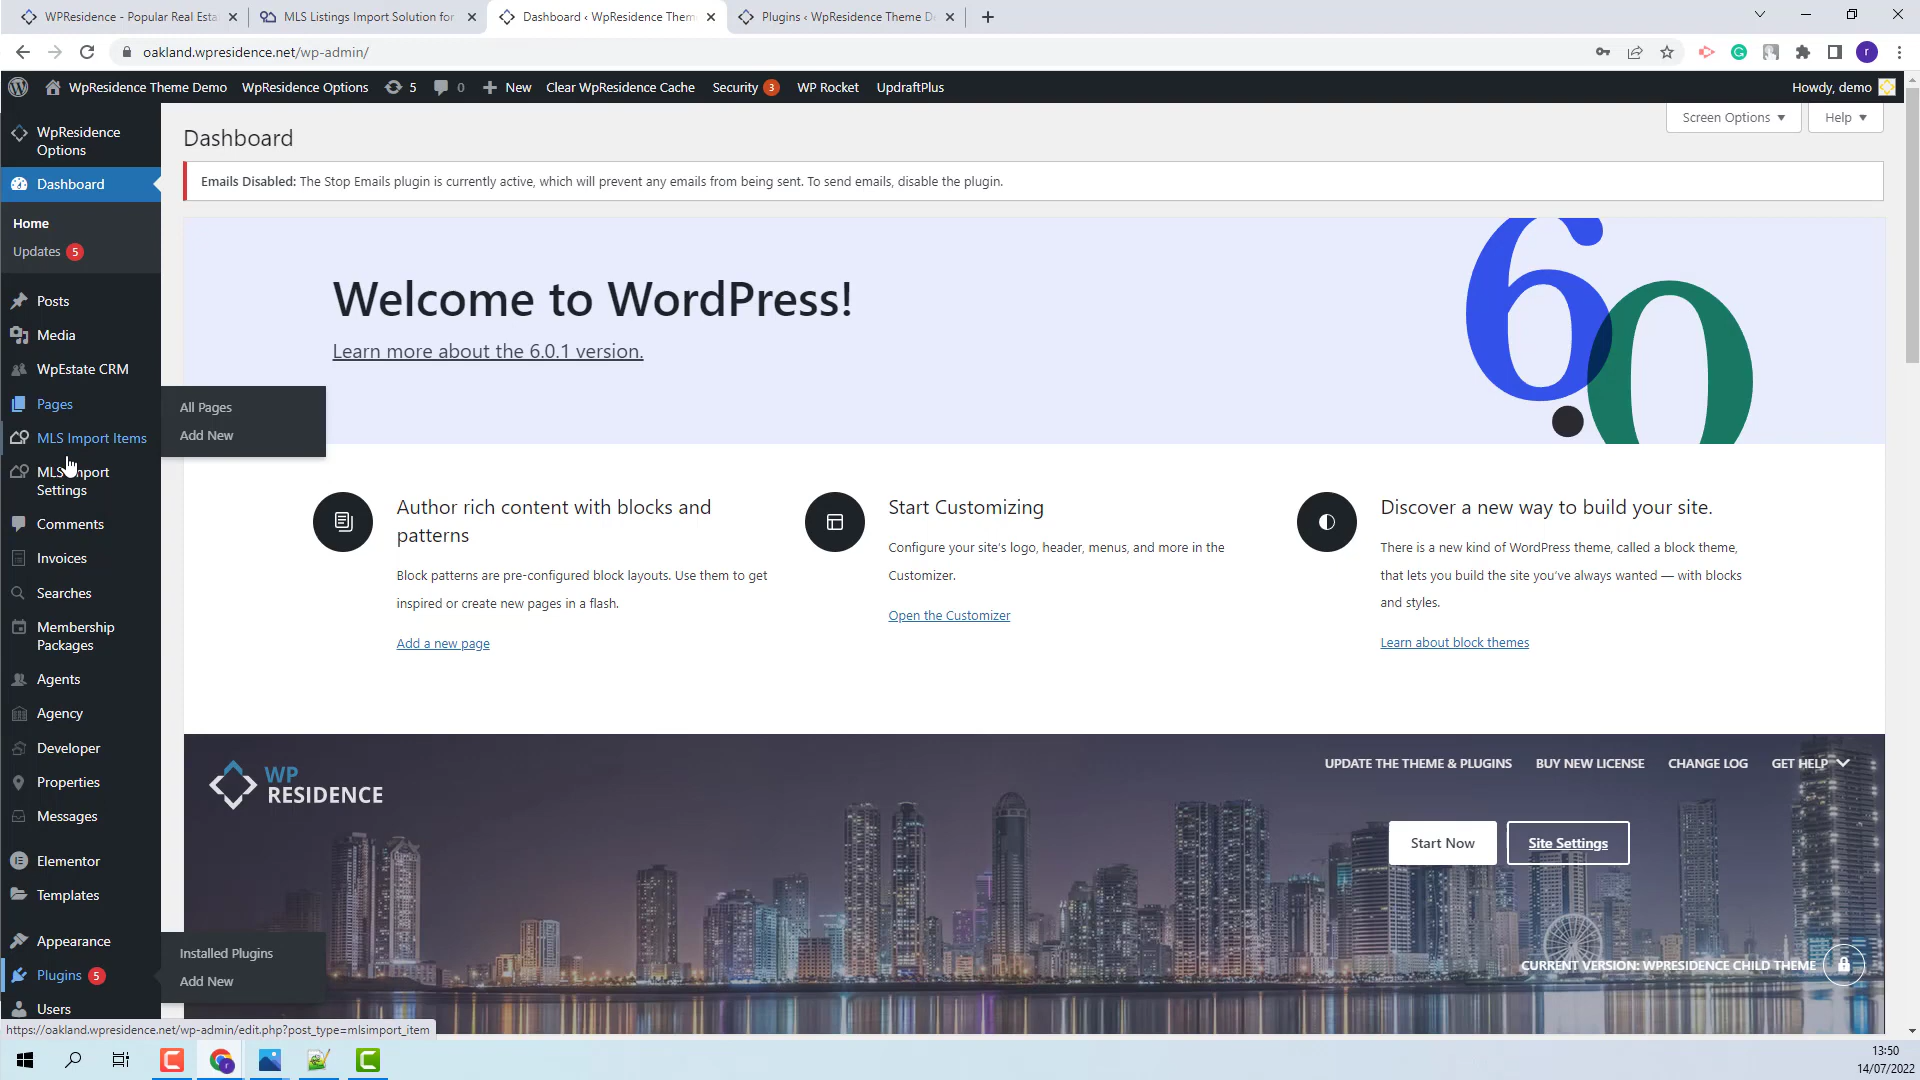 WPResidence - Popular Real Esta
MLS Listings Import Solution for
Dashboard ‹ WpResidence Them
Plugins ‹ WpResidence Theme D
oakland.wpresidence.net/wp-admin/
r
WpResidence Theme Demo
WpResidence Options
5
0
New
Clear WpResidence Cache
Security 3
WP Rocket
UpdraftPlus
Howdy, demo
WpResidence
Options
Dashboard
Home
Updates 5
Posts
Media
WpEstate CRM
Pages
MLS Import Items
MLS Import
Settings
Comments
Invoices
Searches
Membership
Packages
Agents
Agency
Developer
Properties
Messages
Elementor
Templates
Appearance
Plugins 5
Users
All Pages
Add New
Installed Plugins
Add New
Dashboard
Screen Options
Help
Emails Disabled: The Stop Emails plugin is currently active, which will prevent any emails from being sent. To send emails, disable the plugin.
Welcome to WordPress!
Learn more about the 6.0.1 version.
6.0
Author rich content with blocks and
patterns
Block patterns are pre-configured block layouts. Use them to get
inspired or create new pages in a flash.
Add a new page
Start Customizing
Configure your site's logo, header, menus, and more in the
Customizer.
Open the Customizer
Discover a new way to build your site.
There is a new kind of WordPress theme, called a block theme,
that lets you build the site you've always wanted — with blocks
and styles.
Learn about block themes
WP
RESIDENCE
UPDATE THE THEME & PLUGINS
BUY NEW LICENSE
CHANGE LOG
GET HELP
Start Now
Site Settings
CURRENT VERSION: WPRESIDENCE CHILD THEME
https://oakland.wpresidence.net/wp-admin/edit.php?post_type=mlsimport_item
13:50
14/07/2022